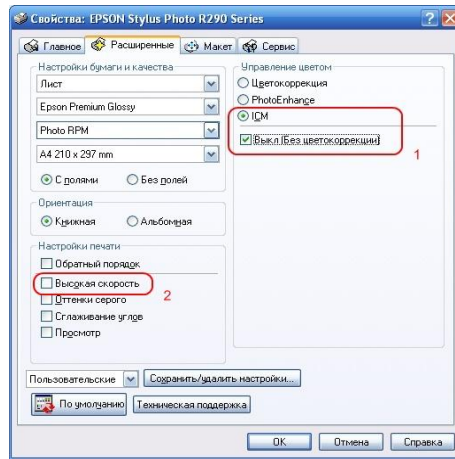 Свойства: EPSON Stylus Photo R290 Series
Главное Расширенные Макет Сервис
Настройки бумаги и качества
Лист
Epson Premium Glossy
Photo RPM
A4 210 x 297 mm
С полями Без полей
Ориентация
Книжная Альбомная
Настройки печати
Обратный порядок
Высокая скорость
2
Оттенки серого
Сглаживание углов
Просмотр
Управление цветом
Цветокоррекция
PhotoEnhance
ICM
Выкл (Без цветокоррекции)
1
Пользовательские Сохранить/удалить настройки...
По умолчанию Техническая поддержка
OK Отмена Справка